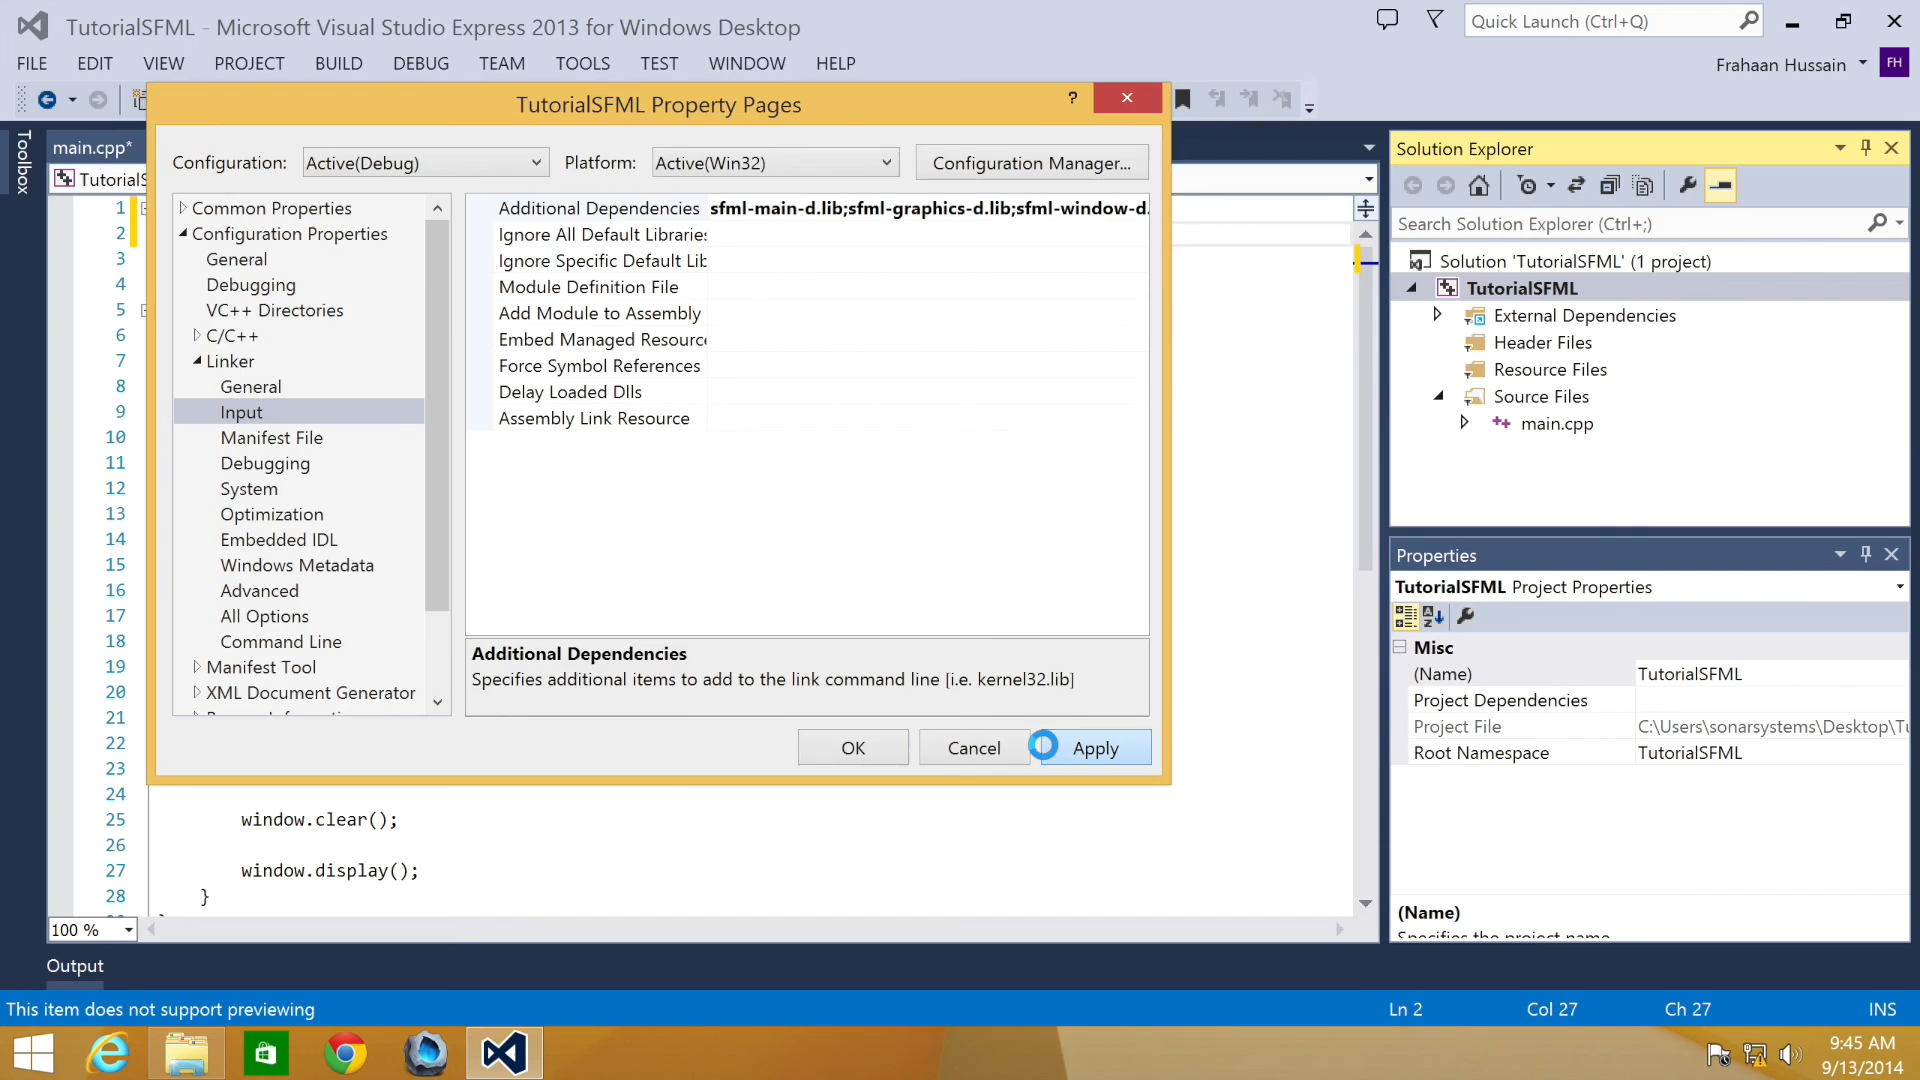 TutorialSFML - Microsoft Visual Studio Express 2013 for Windows Desktop
Quick Launch (Ctrl+Q)
FILE EDIT VIEW PROJECT BUILD DEBUG TEAM TOOLS TEST WINDOW HELP
Frahaan Hussain FH
TutorialSFML Property Pages
?
Toolbox
main.cpp*
TutorialS
Configuration: Active(Debug) Platform: Active(Win32) Configuration Manager...
Common Properties
Configuration Properties
General
Debugging
VC++ Directories
C/C++
Linker
General
Input
Manifest File
Debugging
System
Optimization
Embedded IDL
Windows Metadata
Advanced
All Options
Command Line
Manifest Tool
XML Document Generator
Additional Dependencies sfml-main-d.lib;sfml-graphics-d.lib;sfml-window-d.
Ignore All Default Libraries
Ignore Specific Default Lib
Module Definition File
Add Module to Assembly
Embed Managed Resource
Force Symbol References
Delay Loaded Dlls
Assembly Link Resource
Additional Dependencies
Specifies additional items to add to the link command line [i.e. kernel32.lib]
OK Cancel Apply
1
2
3
4
5
6
7
8
9
10
11
12
13
14
15
16
17
18
19
20
21
22
23
24
25 window.clear();
26
27 window.display();
28 }
100 %
Output
Solution Explorer
Search Solution Explorer (Ctrl+;)
Solution 'TutorialSFML' (1 project)
TutorialSFML
External Dependencies
Header Files
Resource Files
Source Files
main.cpp
Properties
TutorialSFML Project Properties
Misc
(Name) TutorialSFML
Project Dependencies
Project File C:\Users\sonarsystems\Desktop\Tu
Root Namespace TutorialSFML
(Name)
Specifies the project name
This item does not support previewing
Ln 2 Col 27 Ch 27 INS
9:45 AM
9/13/2014